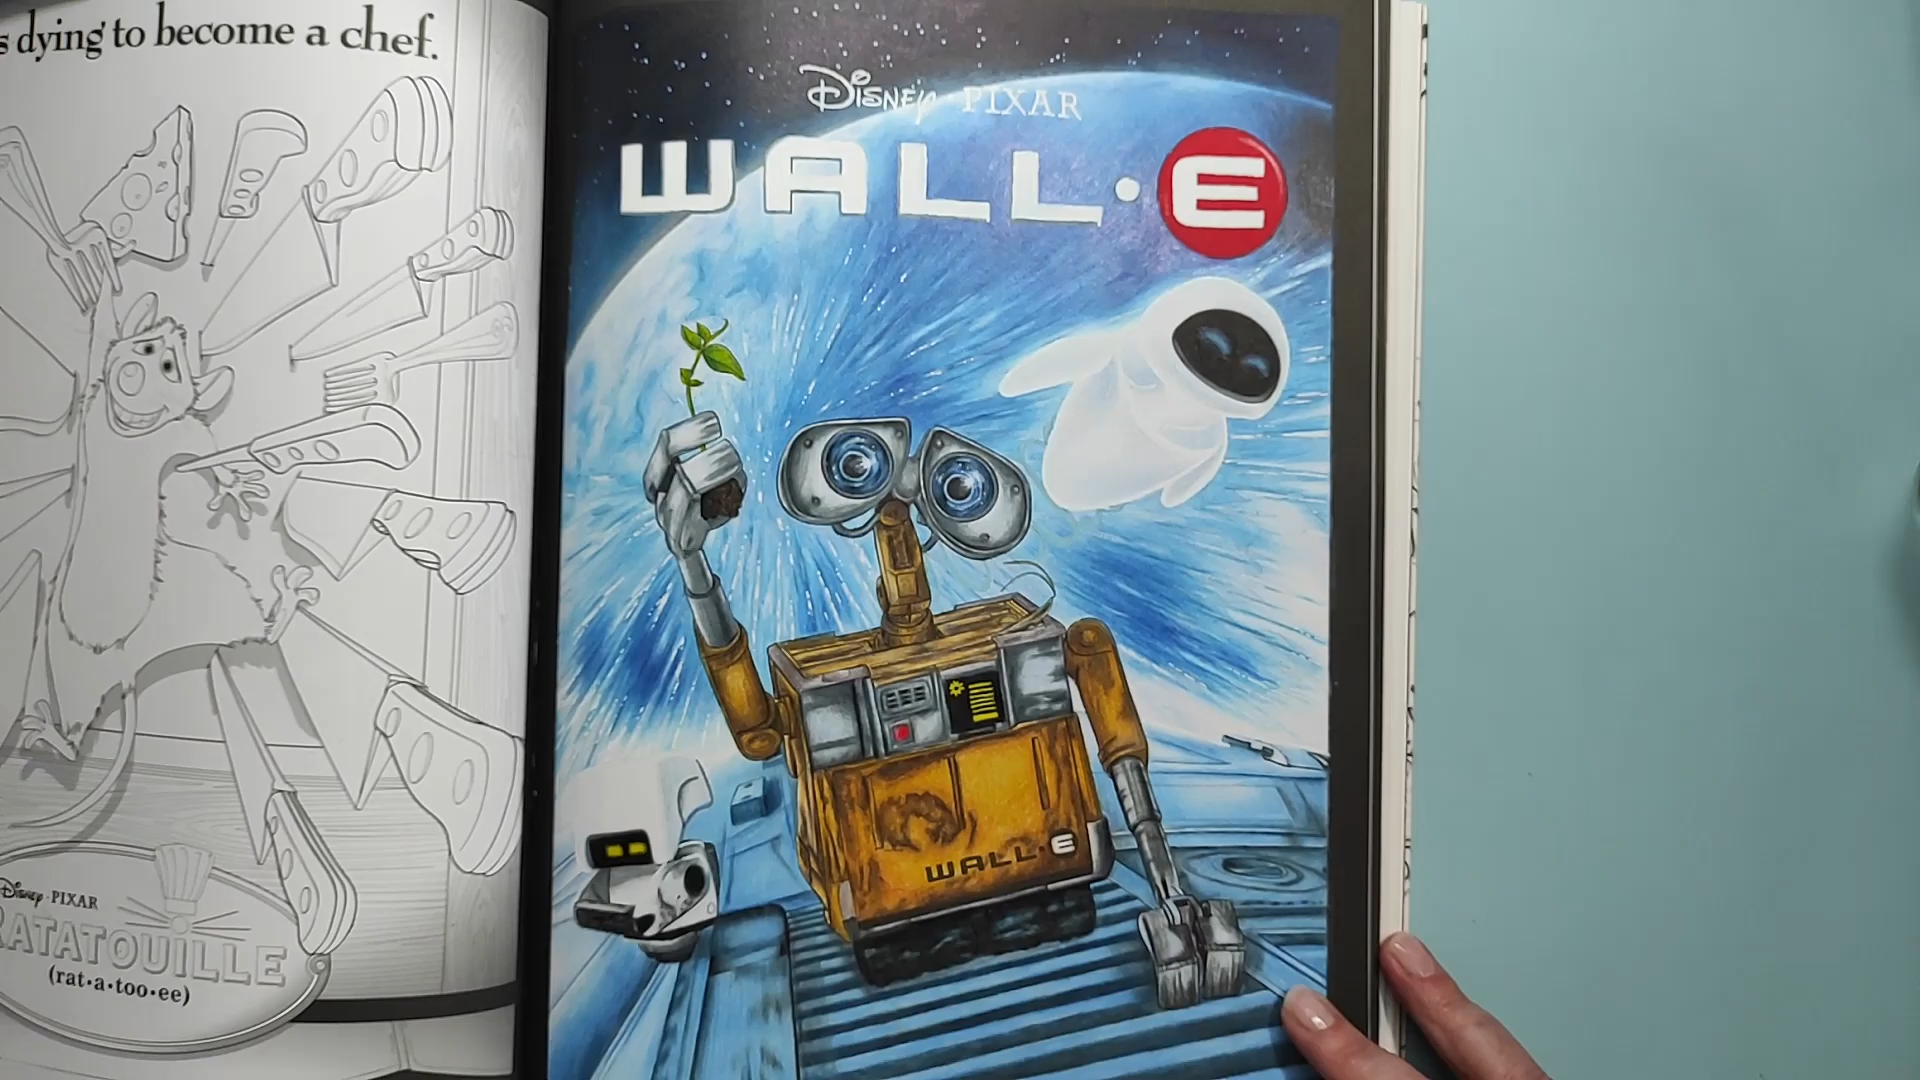 s dying to become a chef.
Disney · PIXAR
RATATOUILLE
(rat•a•too•ee)
Disney · PIXAR
WALL·E
WALL·E